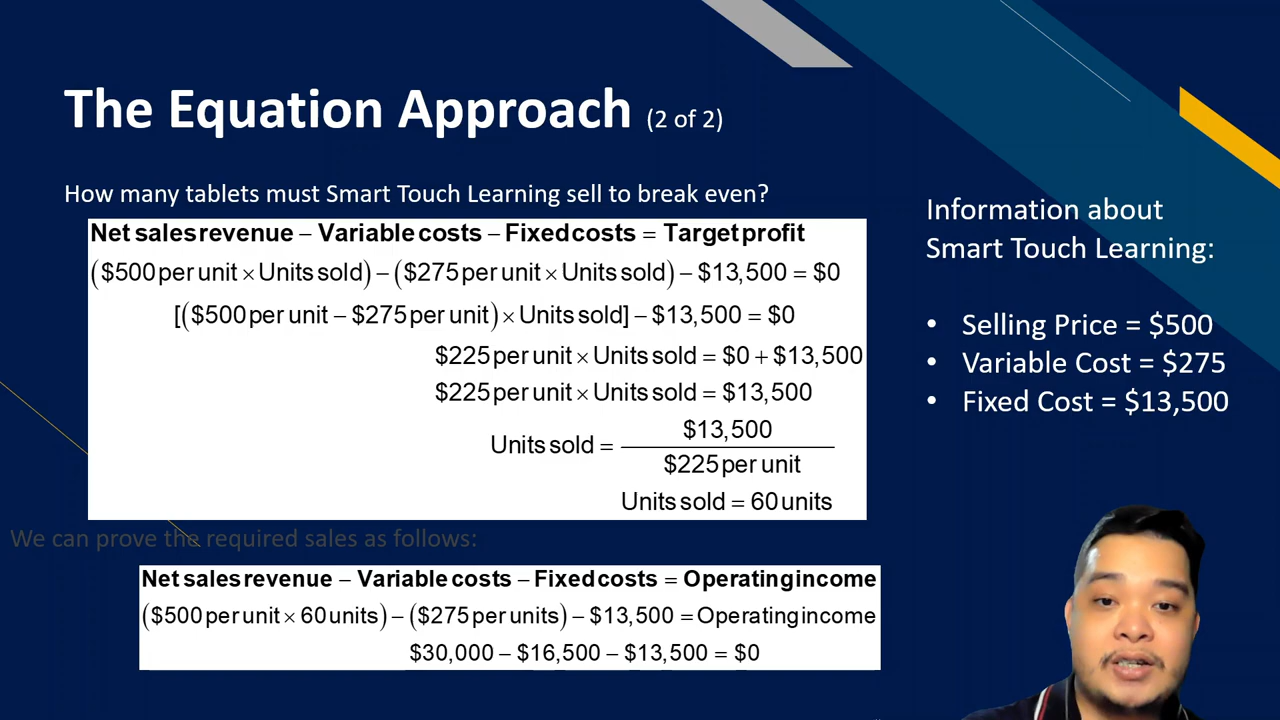 The Equation Approach (2 of 2)
How many tablets must Smart Touch Learning sell to break even?
Net sales revenue – Variable costs – Fixed costs = Target profit
($500 per unit × Units sold) – ($275 per unit × Units sold) – $13,500 = $0
[($500 per unit – $275 per unit) × Units sold] – $13,500 = $0
$225 per unit × Units sold = $0 + $13,500
$225 per unit × Units sold = $13,500
Units sold = $13,500
$225 per unit
Units sold = 60 units
We can prove the required sales as follows:
Net sales revenue – Variable costs – Fixed costs = Operating income
($500 per unit × 60 units) – ($275 per units) – $13,500 = Operating income
$30,000 – $16,500 – $13,500 = $0
Information about
Smart Touch Learning:
• Selling Price = $500
• Variable Cost = $275
• Fixed Cost = $13,500